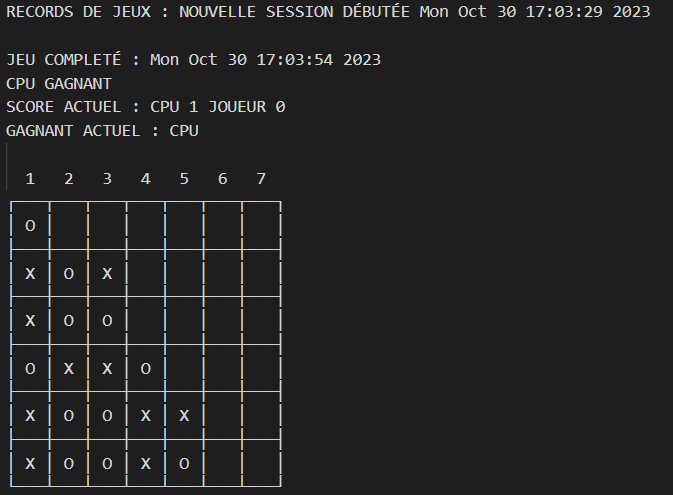 RECORDS DE JEUX : NOUVELLE SESSION DÉBUTÉE Mon Oct 30 17:03:29 2023
JEU COMPLETÉ : Mon Oct 30 17:03:54 2023
CPU GAGNANT
SCORE ACTUEL : CPU 1 JOUEUR 0
GAGNANT ACTUEL : CPU
1 2 3 4 5 6 7
O
X O X
X O O
O X X O
X O O X X
X O O X O